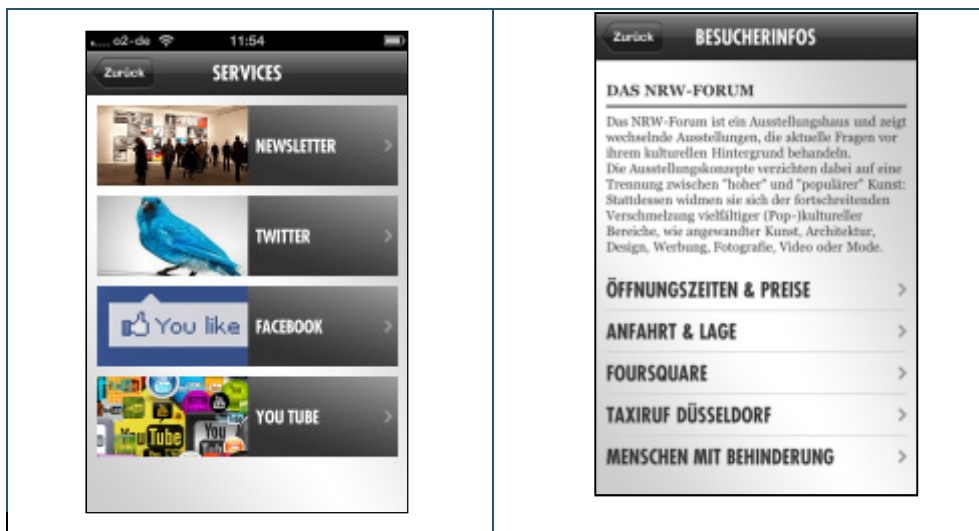 o2-de 11:54
Zurück SERVICES
NEWSLETTER
TWITTER
You like FACEBOOK
You Tube
You
Tube
YOU TUBE
Zurück BESUCHERINFOS
DAS NRW-FORUM
Das NRW-Forum ist ein Ausstellungshaus und zeigt
wechselnde Ausstellungen, die aktuelle Fragen vor
ihrem kulturellen Hintergrund behandeln.
Die Ausstellungskonzepte verzichten dabei auf eine
Trennung zwischen "hoher" und "populärer" Kunst:
Stattdessen widmen sie sich der fortschreitenden
Verschmelzung vielfältiger (Pop-)kultureller
Bereiche, wie angewandter Kunst, Architektur,
Design, Werbung, Fotografie, Video oder Mode.
ÖFFNUNGSZEITEN & PREISE
ANFAHRT & LAGE
FOURSQUARE
TAXIRUF DÜSSELDORF
MENSCHEN MIT BEHINDERUNG